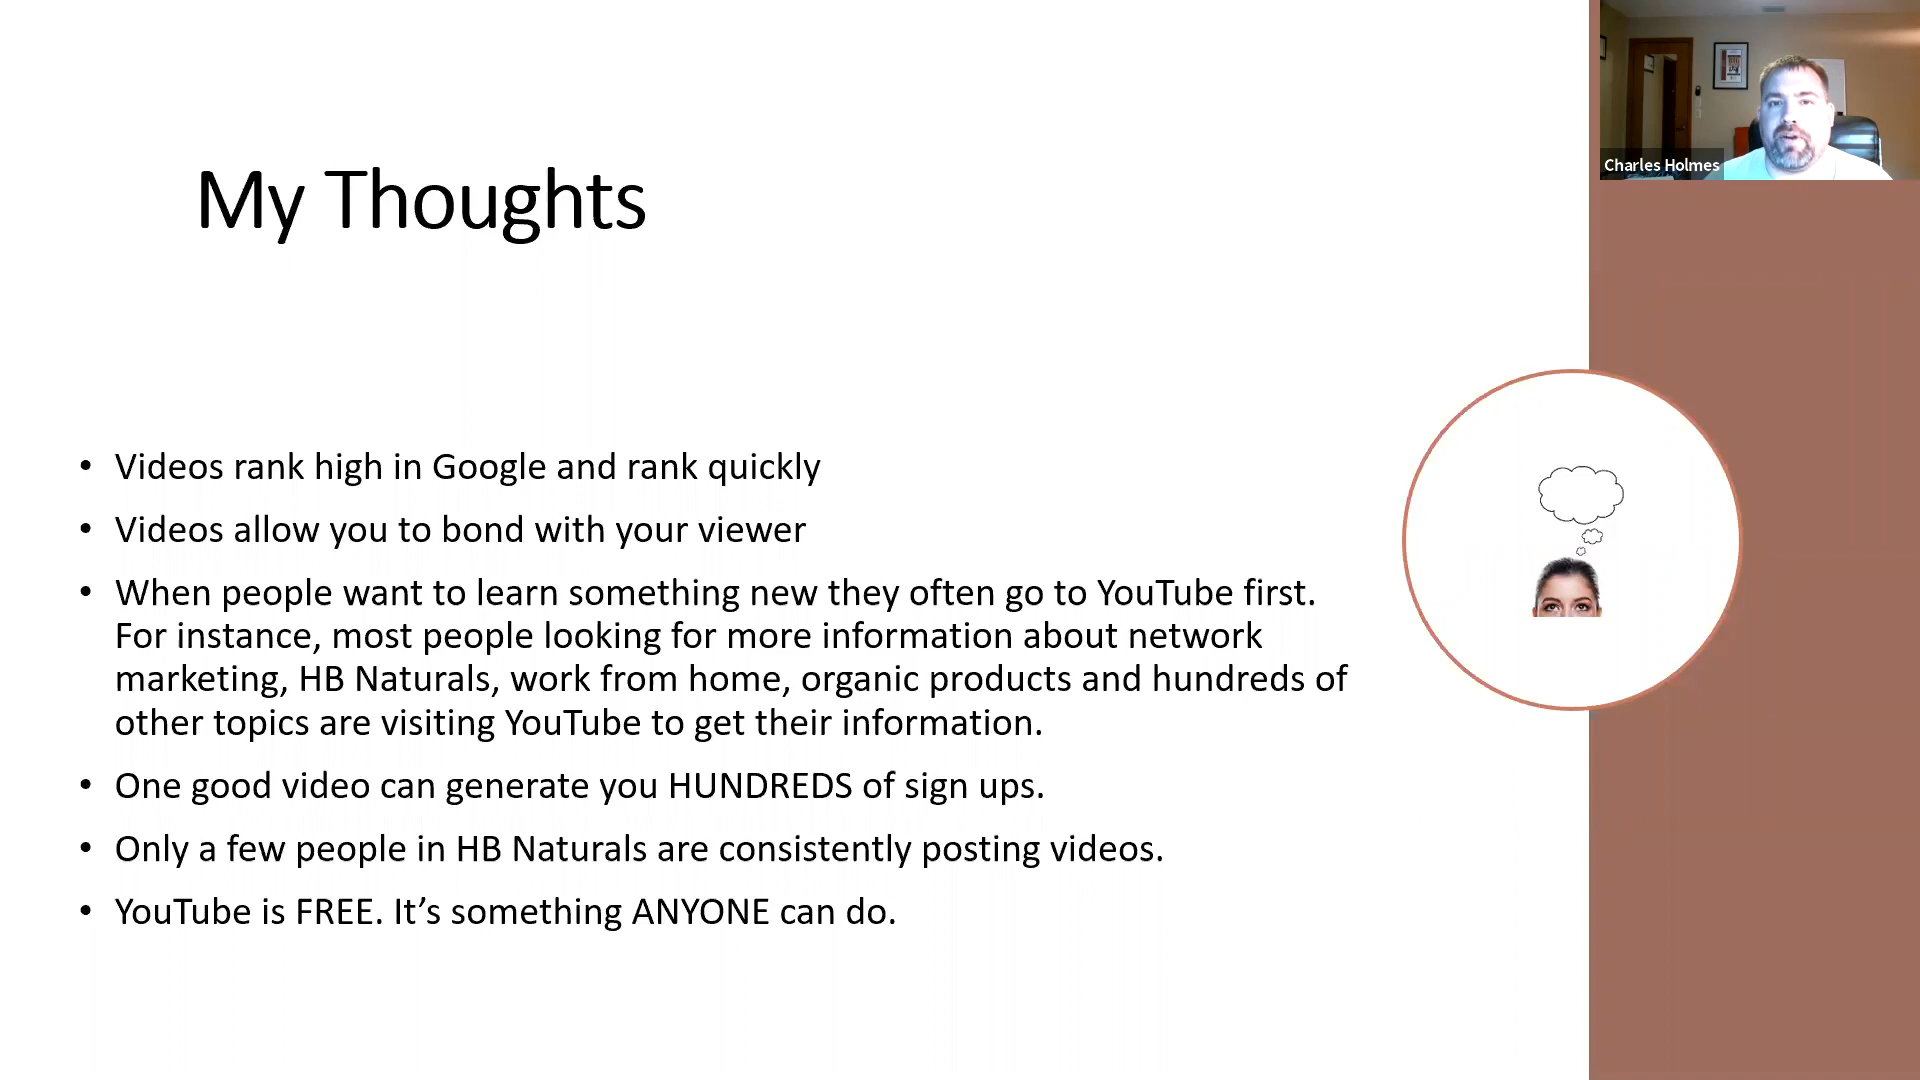 Charles Holmes
My Thoughts
• Videos rank high in Google and rank quickly
• Videos allow you to bond with your viewer
• When people want to learn something new they often go to YouTube first.
For instance, most people looking for more information about network
marketing, HB Naturals, work from home, organic products and hundreds of
other topics are visiting YouTube to get their information.
• One good video can generate you HUNDREDS of sign ups.
• Only a few people in HB Naturals are consistently posting videos.
• YouTube is FREE. It’s something ANYONE can do.